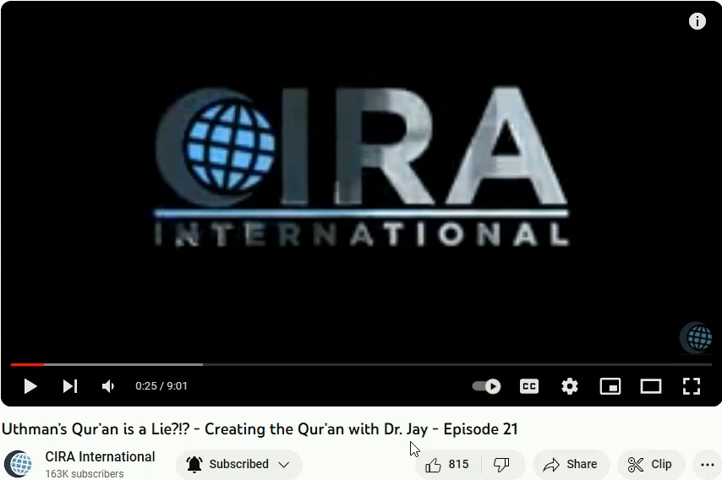 CIRA
INTERNATIONAL
0:25 / 9:01
CC
Uthman's Qur'an is a Lie?!? - Creating the Qur'an with Dr. Jay - Episode 21
CIRA International
163K subscribers
Subscribed
815
Share
Clip